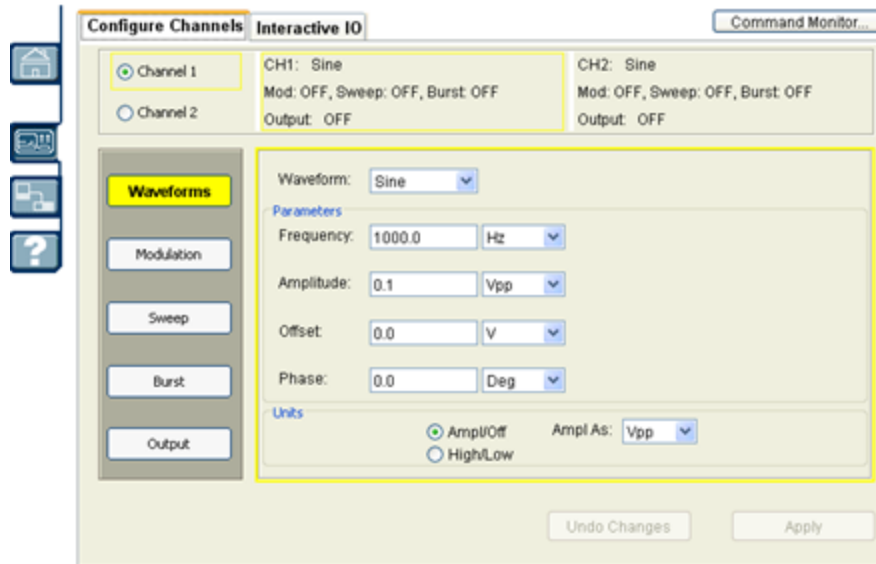 Configure Channels
Interactive IO
Command Monitor...
Channel 1
Channel 2
CH1: Sine
Mod: OFF, Sweep: OFF, Burst: OFF
Output: OFF
CH2: Sine
Mod: OFF, Sweep: OFF, Burst: OFF
Output: OFF
Waveforms
Modulation
Sweep
Burst
Output
Waveform: Sine
Parameters
Frequency: 1000.0 Hz
Amplitude: 0.1 Vpp
Offset: 0.0 V
Phase: 0.0 Deg
Units
Ampl/Off
High/Low
Ampl As: Vpp
Undo Changes
Apply
?